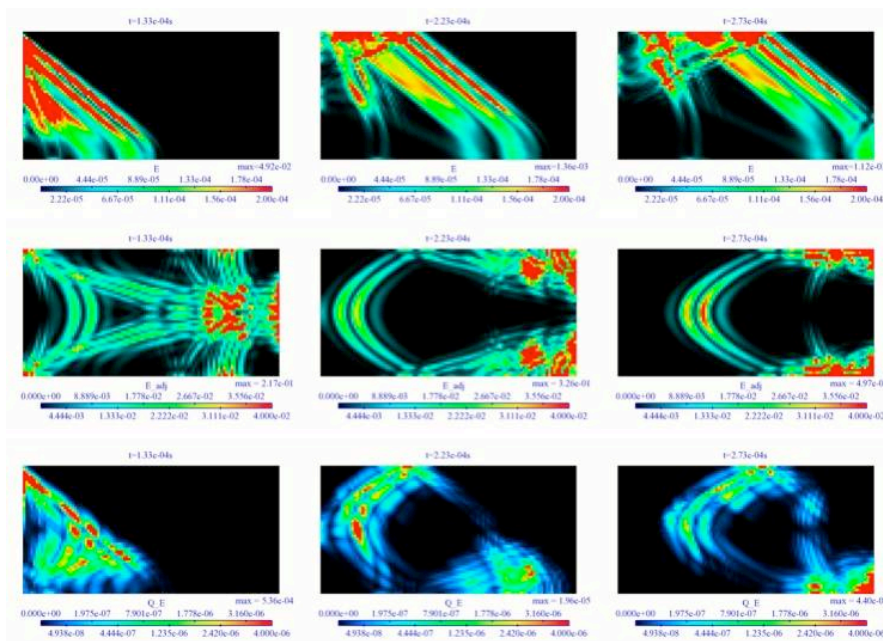 t=1.33e-04s
t=2.23e-04s
t=2.73e-04s
E max=4.92e-02
0.00e+00 4.44e-05 8.89e-05 1.33e-04 1.78e-04
2.22e-05 6.67e-05 1.11e-04 1.56e-04 2.00e-04
E max=1.36e-03
0.00e+00 4.44e-05 8.89e-05 1.33e-04 1.78e-04
2.22e-05 6.67e-05 1.11e-04 1.56e-04 2.00e-04
E
0.00e+00 4.44e-05 8.89e-05 1.33e-04 1.78e-04
2.22e-05 6.67e-05 1.11e-04 1.56e-04 2.00e-04
t=1.33e-04s
t=2.23e-04s
t=2.73e-04s
E_adj max = 2.17e-01
0.000e+00 8.889e-03 1.778e-02 2.667e-02 3.556e-02
4.444e-03 1.333e-02 2.222e-02 3.111e-02 4.000e-02
E_adj max = 3.26e-01
0.000e+00 8.889e-03 1.778e-02 2.667e-02 3.556e-02
4.444e-03 1.333e-02 2.222e-02 3.111e-02 4.000e-02
E_adj max = 4.97e-01
0.000e+00 8.889e-03 1.778e-02 2.667e-02 3.556e-02
4.444e-03 1.333e-02 2.222e-02 3.111e-02 4.000e-02
t=1.33e-04s
t=2.23e-04s
t=2.73e-04s
Q_E max = 5.36e-04
0.000e+00 1.975e-07 7.901e-07 1.778e-06 3.160e-06
4.938e-08 4.444e-07 1.235e-06 2.420e-06 4.000e-06
Q_E max = 1.96e-05
0.000e+00 1.975e-07 7.901e-07 1.778e-06 3.160e-06
4.938e-08 4.444e-07 1.235e-06 2.420e-06 4.000e-06
Q_E
0.000e+00 1.975e-07 7.901e-07 1.778e-06 3.160e-06
4.938e-08 4.444e-07 1.235e-06 2.420e-06 4.000e-06